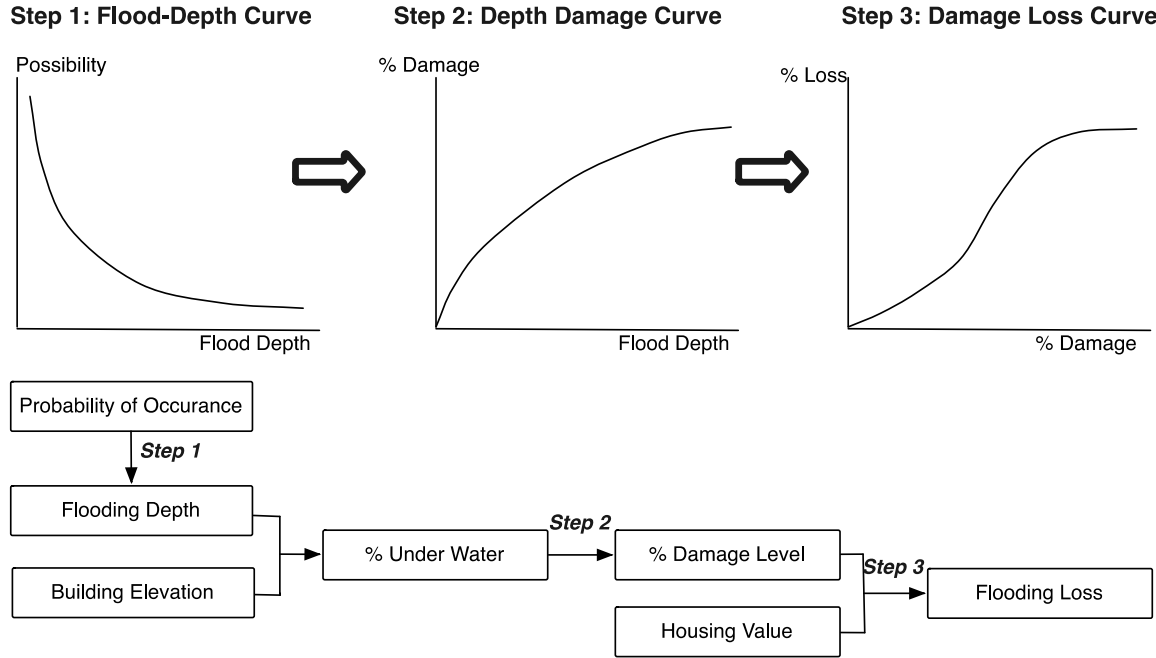 Step 1: Flood-Depth Curve
Step 2: Depth Damage Curve
Step 3: Damage Loss Curve
Possibility
% Damage
% Loss
Flood Depth
Flood Depth
% Damage
Probability of Occurance
Step 1
Flooding Depth
Building Elevation
% Under Water
Step 2
% Damage Level
Housing Value
Step 3
Flooding Loss